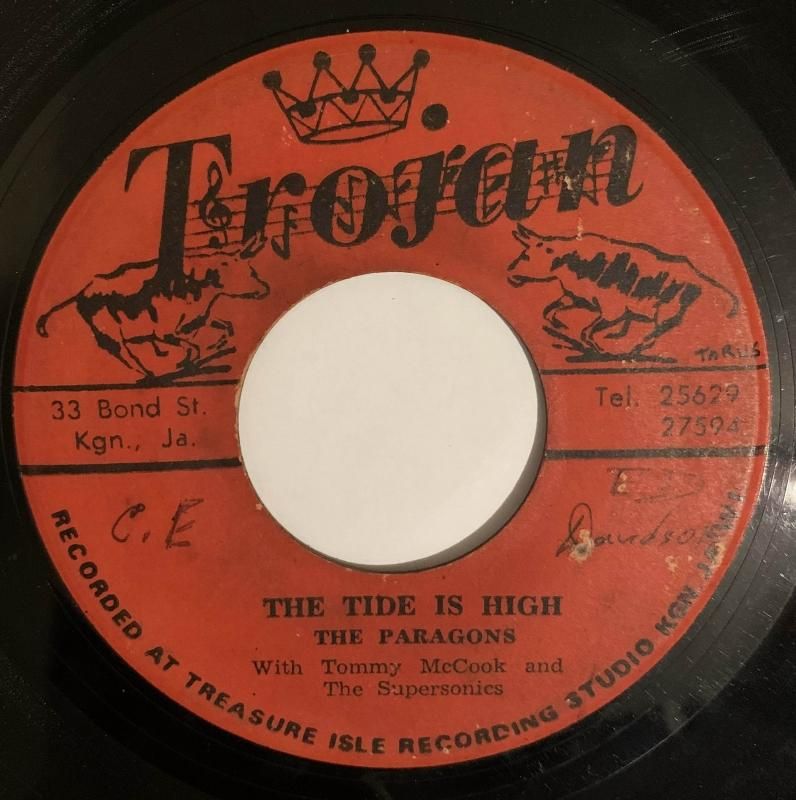 Trojan
TARUS
33 Bond St.
Kgn., Ja.
Tel. 25629
27594
C.E
Davidson
THE TIDE IS HIGH
THE PARAGONS
With Tommy McCook and
The Supersonics
RECORDED AT TREASURE ISLE RECORDING STUDIO KGN